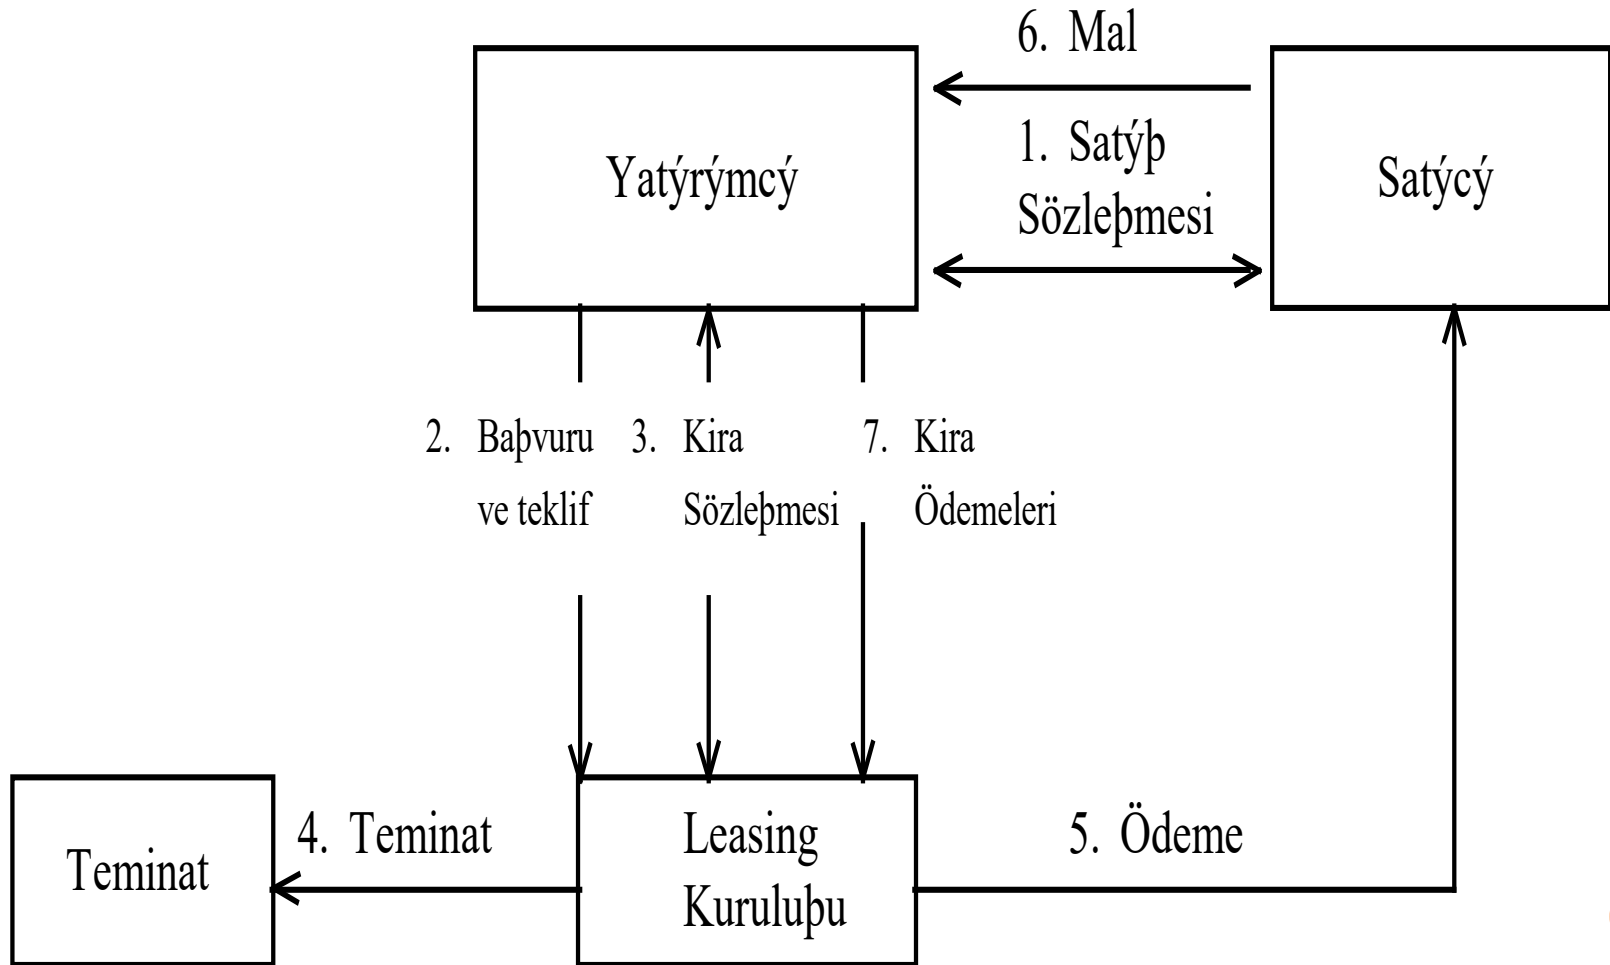 6. Mal
1. Satýþ
Sözleþmesi
Yatýrýmcý
Satýcý
2. Baþvuru
ve teklif
3. Kira
Sözleþmesi
7. Kira
Ödemeleri
Teminat
4. Teminat
Leasing
Kuruluþu
5. Ödeme